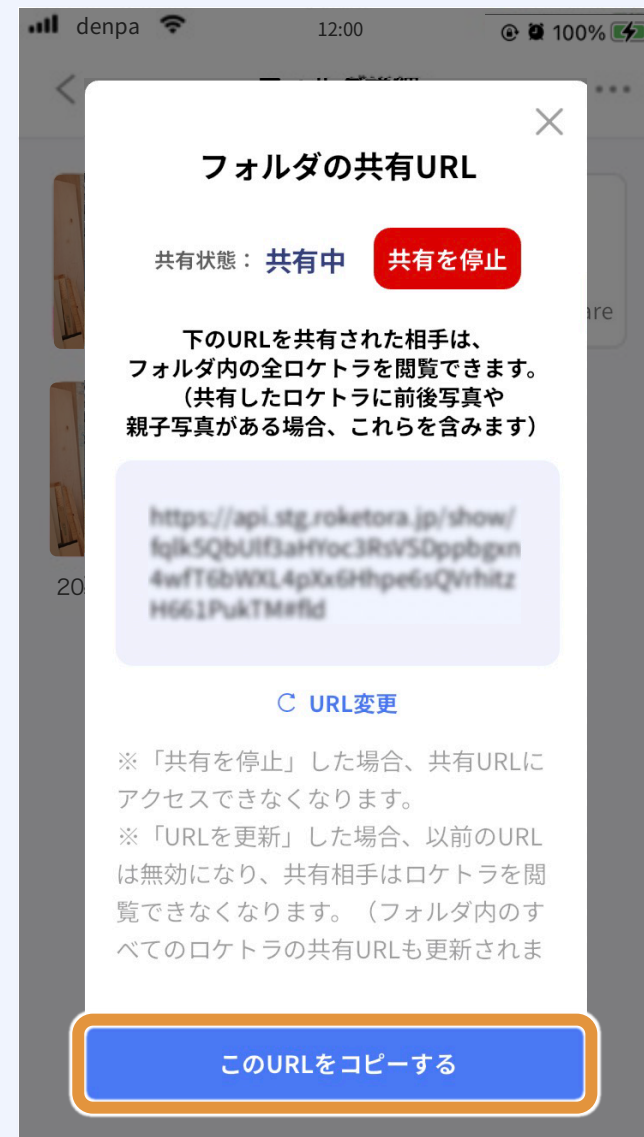 denpa 12:00 100%
フォルダの共有URL
共有状態： 共有中 共有を停止
are
下のURLを共有された相手は、
フォルダ内の全ロケトラを閲覧できます。
（共有したロケトラに前後写真や
親子写真がある場合、これらを含みます）
20
C URL変更
※「共有を停止」した場合、共有URLに
アクセスできなくなります。
※「URLを更新」した場合、以前のURL
は無効になり、共有相手はロケトラを閲
覧できなくなります。（フォルダ内のす
べてのロケトラの共有URLも更新されま
このURLをコピーする